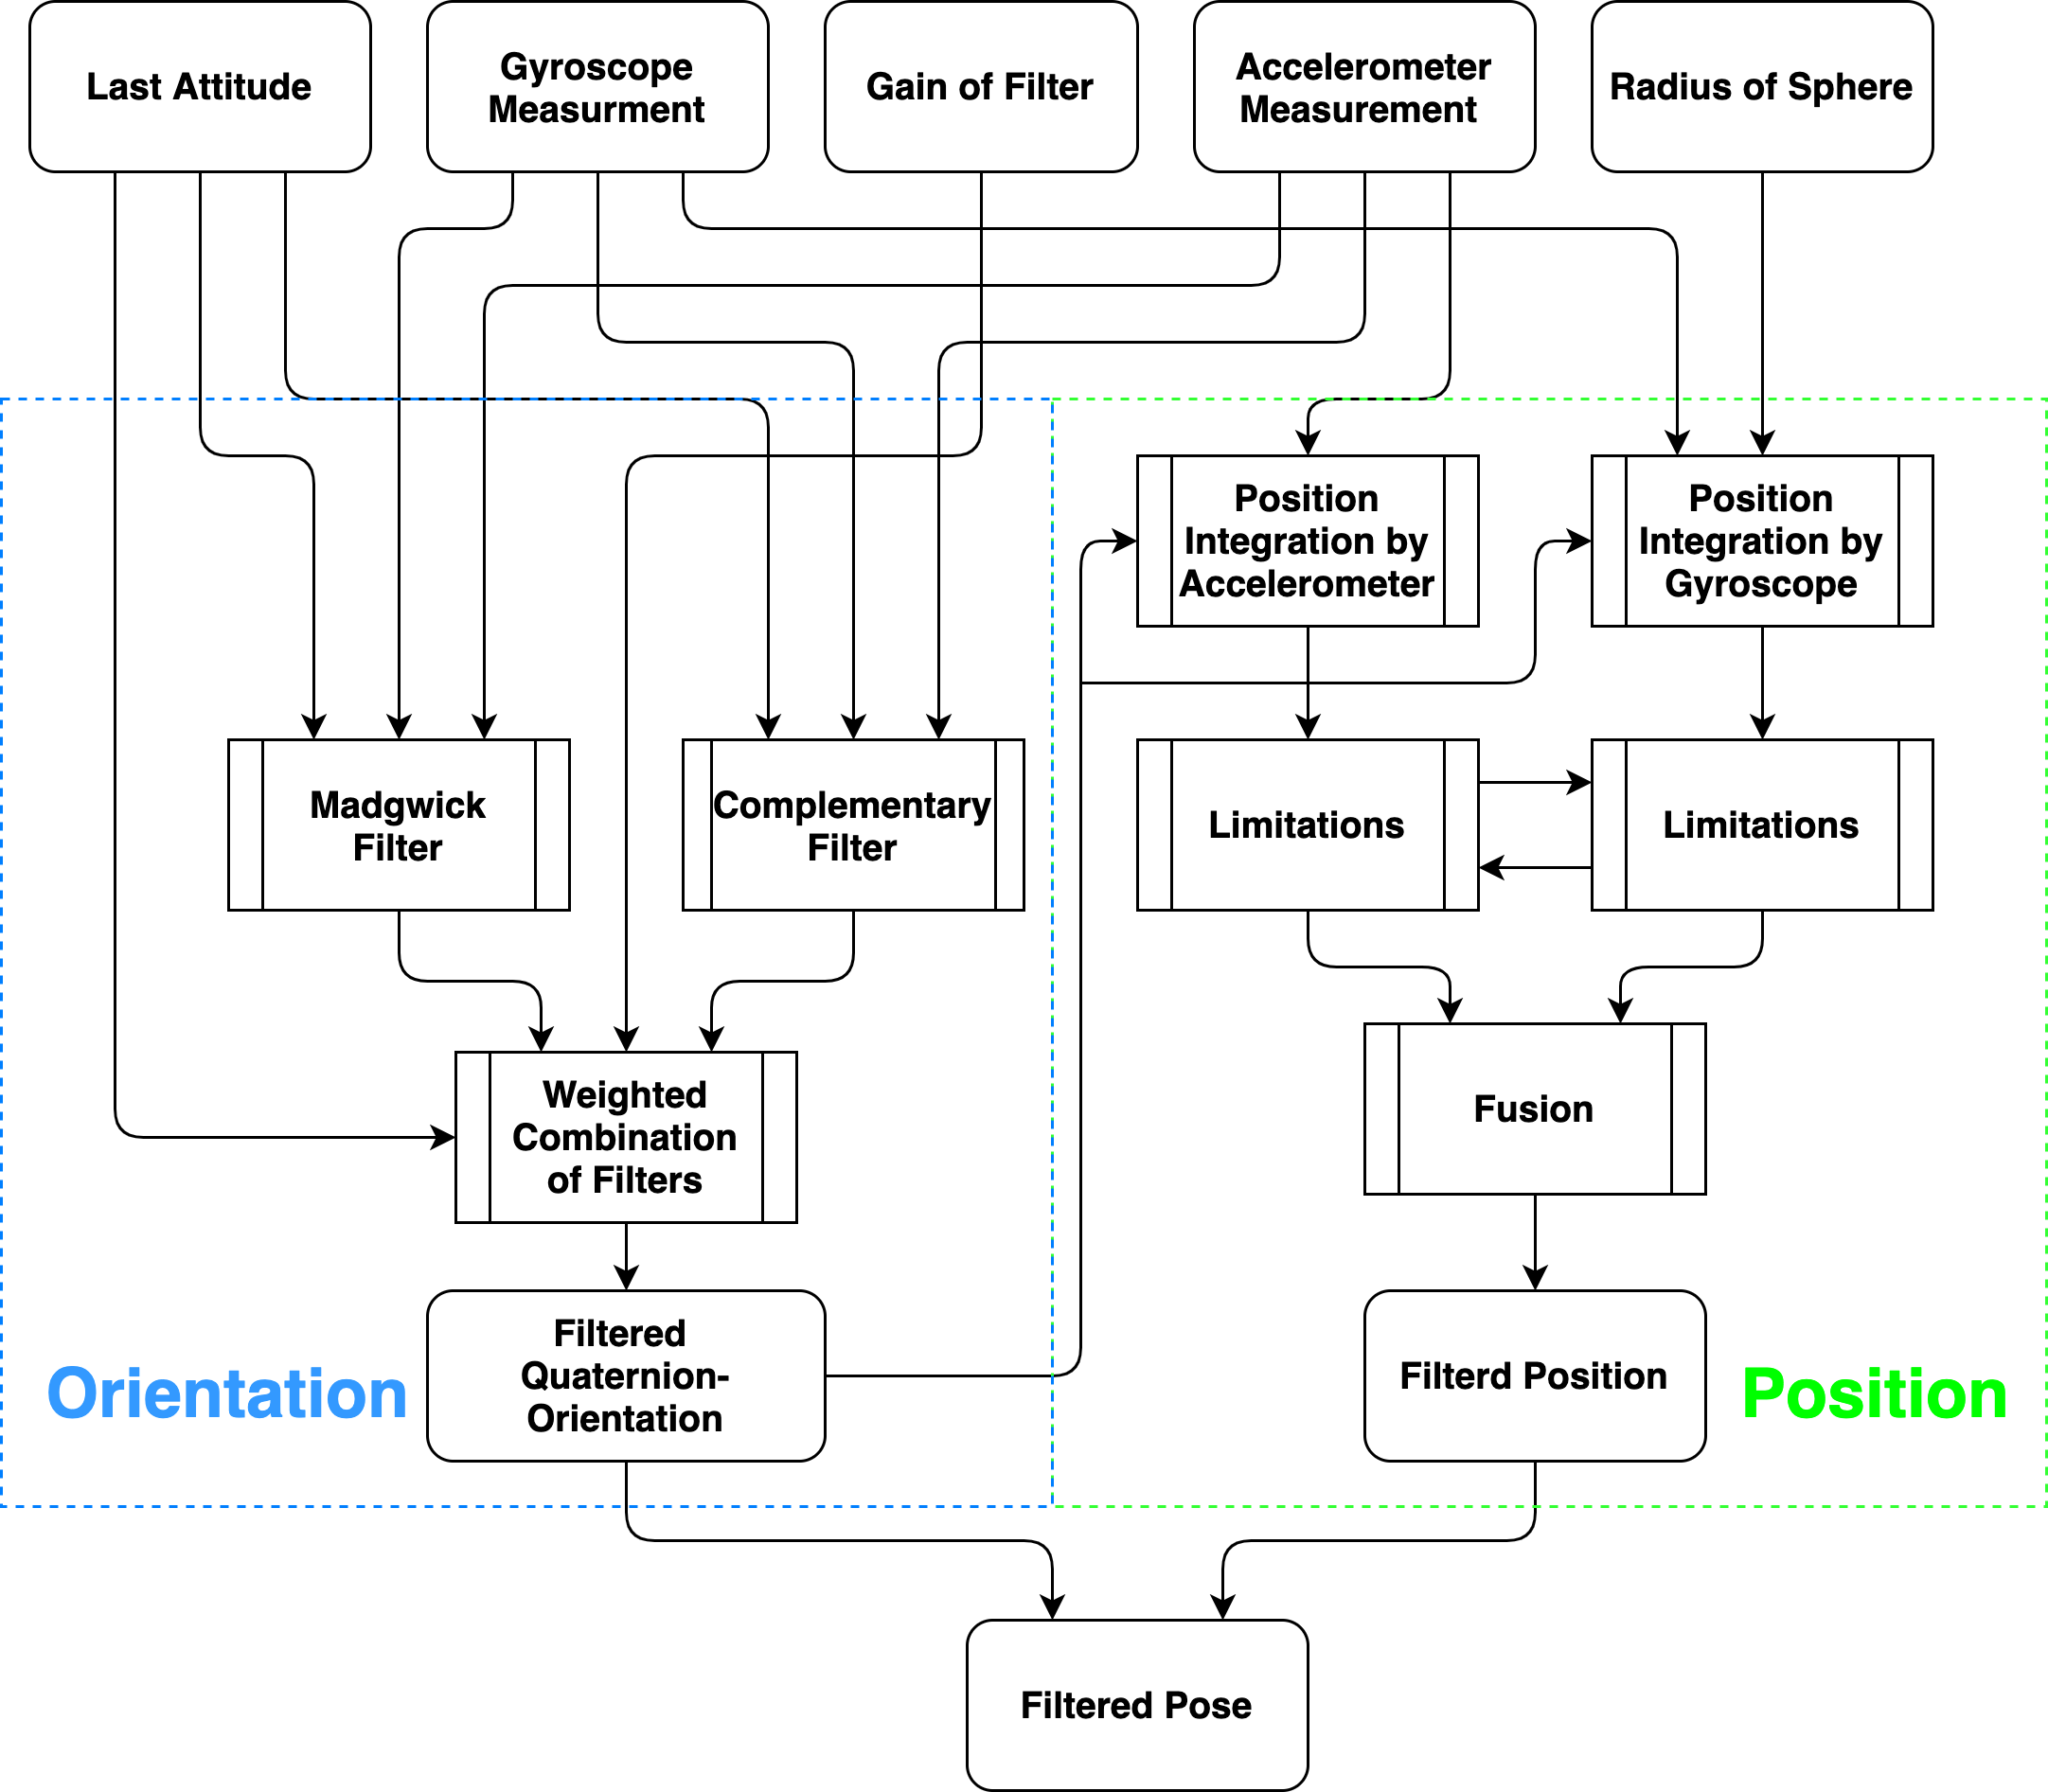 Last Attitude
Gyroscope
Measurment
Gain of Filter
Accelerometer
Measurement
Radius of Sphere
Position
Integration by
Accelerometer
Position
Integration by
Gyroscope
Madgwick
Filter
Complementary
Filter
Limitations
Limitations
Weighted
Combination
of Filters
Fusion
Filtered
Quaternion-
Orientation
Filterd Position
Orientation
Position
Filtered Pose